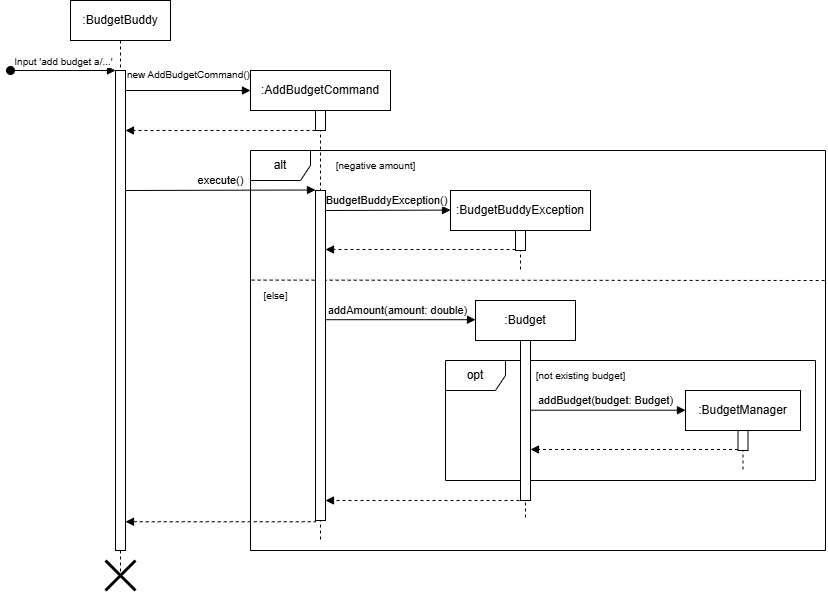 :BudgetBuddy
Input 'add budget a/...'
new AddBudgetCommand()
:AddBudgetCommand
alt
[negative amount]
execute()
BudgetBuddyException()
:BudgetBuddyException
[else]
addAmount(amount: double)
:Budget
opt
[not existing budget]
addBudget(budget: Budget)
:BudgetManager